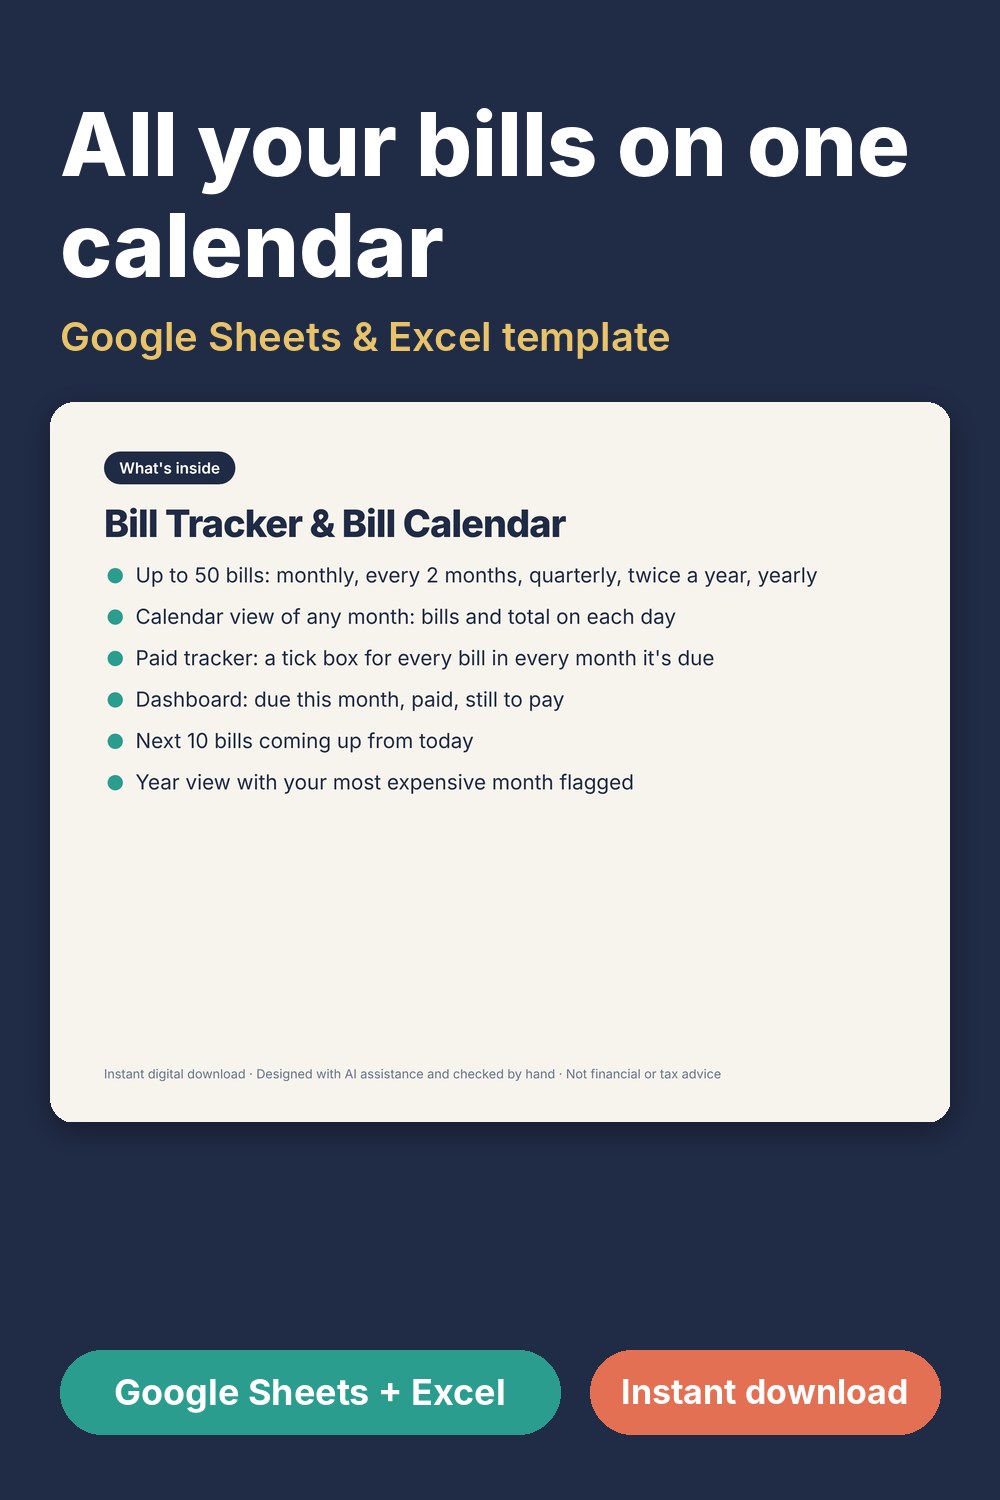 All your bills on one
calendar
Google Sheets & Excel template
What's inside
Bill Tracker & Bill Calendar
Up to 50 bills: monthly, every 2 months, quarterly, twice a year, yearly
Calendar view of any month: bills and total on each day
Paid tracker: a tick box for every bill in every month it's due
Dashboard: due this month, paid, still to pay
Next 10 bills coming up from today
Year view with your most expensive month flagged
Instant digital download · Designed with AI assistance and checked by hand · Not financial or tax advice
Google Sheets + Excel
Instant download